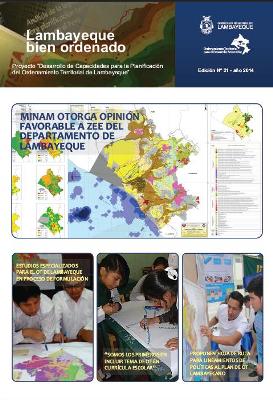 Lambayeque
bien ordenado
Proyecto "Desarrollo de Capacidades para la Planificación
del Ordenamiento Territorial de Lambayeque"
LAMBAYEQUE
Edición Nº 01 - año 2014
MINAM OTORGA OPINIÓN
FAVORABLE A ZEE DEL
DEPARTAMENTO DE
LAMBAYEQUE
ESTUDIOS ESPECIALIZADOS
PARA EL OT DE LAMBAYEQUE
EN PROCESO DE FORMULACIÓN
"SOMOS LOS PRIMEROS EN
INCLUIR TEMA DE OT EN
CURRÍCULA ESCOLAR"
PROPONEN HOJA DE RUTA
PARA LINEAMIENTOS DE
POLÍTICAS AL PLAN DE OT
LAMBAYECANO